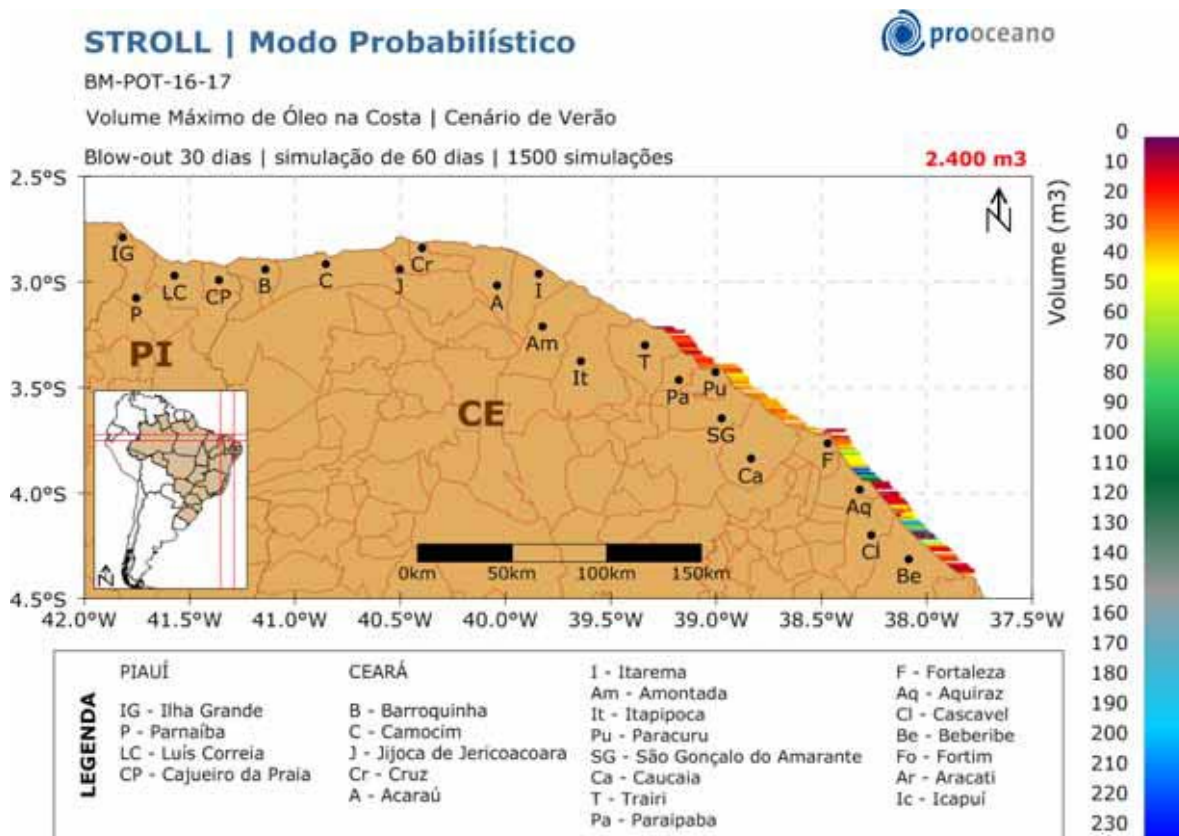 STROLL | Modo Probabilístico
prooceano
BM-POT-16-17
Volume Máximo de Óleo na Costa | Cenário de Verão
Blow-out 30 dias | simulação de 60 dias | 1500 simulações
2.400 m3
2.5°S
3.0°S
3.5°S
4.0°S
4.5°S
42.0°W
41.5°W
41.0°W
40.5°W
40.0°W
39.5°W
39.0°W
38.5°W
38.0°W
37.5°W
N
IG
P
LC
CP
B
C
J
Cr
A
I
Am
It
T
Pa
Pu
SG
Ca
F
Aq
Cl
Be
PI
CE
N
0km
50km
100km
150km
Volume (m3)
0
10
20
30
40
50
60
70
80
90
100
110
120
130
140
150
160
170
180
190
200
210
220
230
LEGENDA
PIAUÍ
IG - Ilha Grande
P - Parnaíba
LC - Luís Correia
CP - Cajueiro da Praia
CEARÁ
B - Barroquinha
C - Camocim
J - Jijoca de Jericoacoara
Cr - Cruz
A - Acaraú
I - Itarema
Am - Amontada
It - Itapipoca
Pu - Paracuru
SG - São Gonçalo do Amarante
Ca - Caucaia
T - Trairi
Pa - Paraipaba
F - Fortaleza
Aq - Aquiraz
Cl - Cascavel
Be - Beberibe
Fo - Fortim
Ar - Aracati
Ic - Icapuí